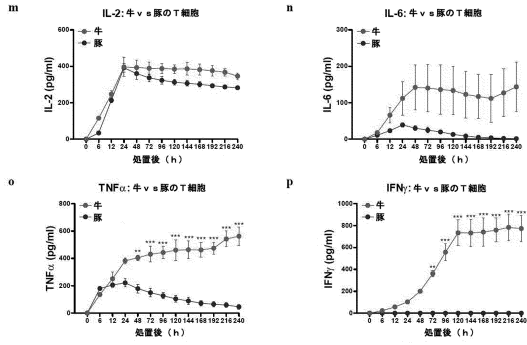 m
IL-2: 牛ｖｓ豚のＴ細胞
牛
豚
IL-2 (pg/ml)
600
400
200
0
0 6 12 24 48 72 96 120 144 168 192 216 240
処置後（ｈ）
n
IL-6: 牛ｖｓ豚のＴ細胞
牛
豚
IL-6 (pg/ml)
300
200
100
0
0 6 12 24 48 72 96 120 144 168 192 216 240
処置後（ｈ）
o
TNFα: 牛ｖｓ豚のＴ細胞
牛
豚
TNFα (pg/ml)
800
600
400
200
0
** *** *** *** *** *** *** *** ***
0 6 12 24 48 72 96 120 144 168 192 216 240
処置後（ｈ）
p
IFNγ: 牛ｖｓ豚のＴ細胞
牛
豚
IFNγ (pg/ml)
1000
800
600
400
200
0
** *** *** *** *** *** *** ***
0 6 12 24 48 72 96 120 144 168 192 216 240
処置後（ｈ）